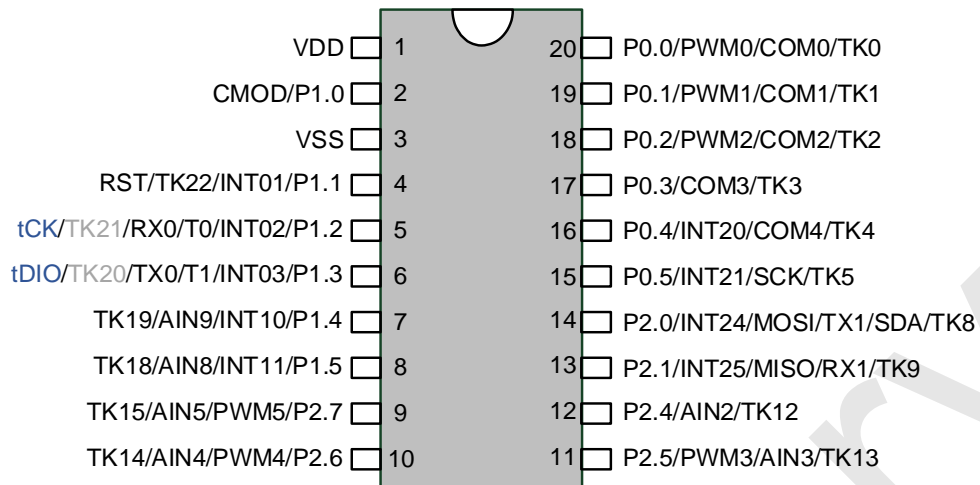 VDD 1 20 P0.0/PWM0/COM0/TK0
CMOD/P1.0 2 19 P0.1/PWM1/COM1/TK1
VSS 3 18 P0.2/PWM2/COM2/TK2
RST/TK22/INT01/P1.1 4 17 P0.3/COM3/TK3
tCK/TK21/RX0/T0/INT02/P1.2 5 16 P0.4/INT20/COM4/TK4
tDIO/TK20/TX0/T1/INT03/P1.3 6 15 P0.5/INT21/SCK/TK5
TK19/AIN9/INT10/P1.4 7 14 P2.0/INT24/MOSI/TX1/SDA/TK8
TK18/AIN8/INT11/P1.5 8 13 P2.1/INT25/MISO/RX1/TK9
TK15/AIN5/PWM5/P2.7 9 12 P2.4/AIN2/TK12
TK14/AIN4/PWM4/P2.6 10 11 P2.5/PWM3/AIN3/TK13